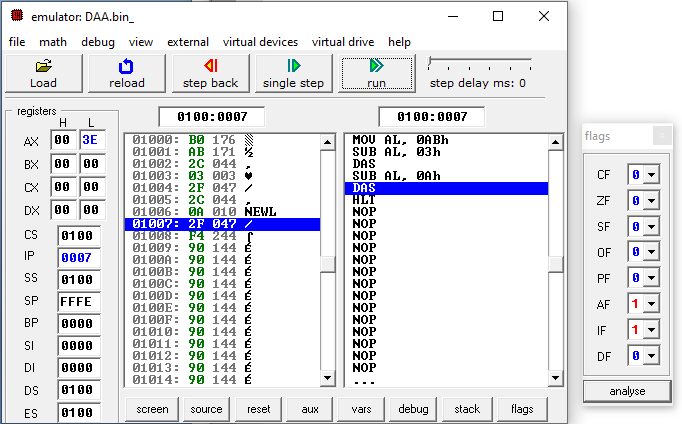 emulator: DAA.bin_
file math debug view external virtual devices virtual drive help
Load reload step back single step run step delay ms: 0
registers
H L
AX 00 3E
BX 00 00
CX 00 00
DX 00 00
CS 0100
IP 0007
SS 0100
SP FFFE
BP 0000
SI 0000
DI 0000
DS 0100
ES 0100
0100:0007
01000: B0 176 ▒
01001: AB 171 ½
01002: 2C 044 ,
01003: 03 003 ♥
01004: 2F 047 /
01005: 2C 044 ,
01006: 0A 010 NEWL
01007: 2F 047 /
01008: F4 244 ⌠
01009: 90 144 É
0100A: 90 144 É
0100B: 90 144 É
0100C: 90 144 É
0100D: 90 144 É
0100E: 90 144 É
0100F: 90 144 É
01010: 90 144 É
01011: 90 144 É
01012: 90 144 É
01013: 90 144 É
01014: 90 144 É
0100:0007
MOV AL, 0ABh
SUB AL, 03h
DAS
SUB AL, 0Ah
DAS
HLT
NOP
NOP
NOP
NOP
NOP
NOP
NOP
NOP
NOP
NOP
NOP
NOP
NOP
NOP
...
screen source reset aux vars debug stack flags
flags
CF 0
ZF 0
SF 0
OF 0
PF 0
AF 1
IF 1
DF 0
analyse